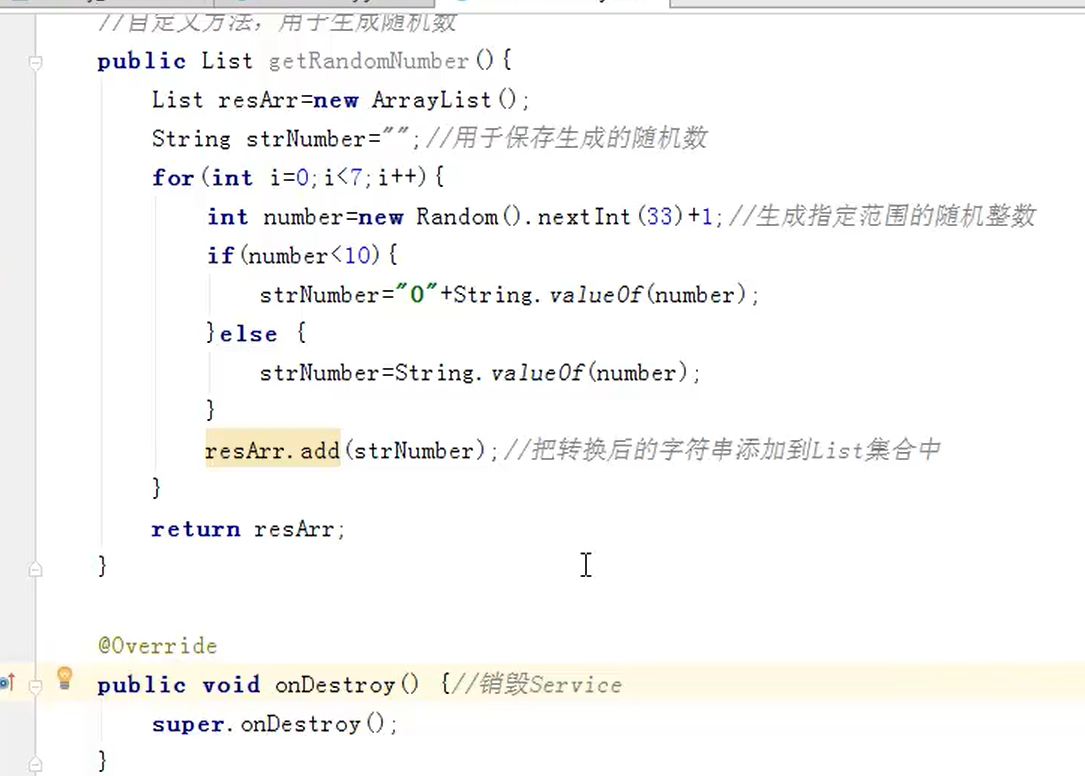 //自定义方法，用于生成随机数
public List getRandomNumber(){
List resArr=new ArrayList();
String strNumber="";//用于保存生成的随机数
for(int i=0;i<7;i++){
int number=new Random().nextInt(33)+1;//生成指定范围的随机整数
if(number<10){
strNumber="0"+String.valueOf(number);
}else {
strNumber=String.valueOf(number);
}
resArr.add(strNumber);//把转换后的字符串添加到List集合中
}
return resArr;
}
@Override
public void onDestroy() {//销毁Service
super.onDestroy();
}